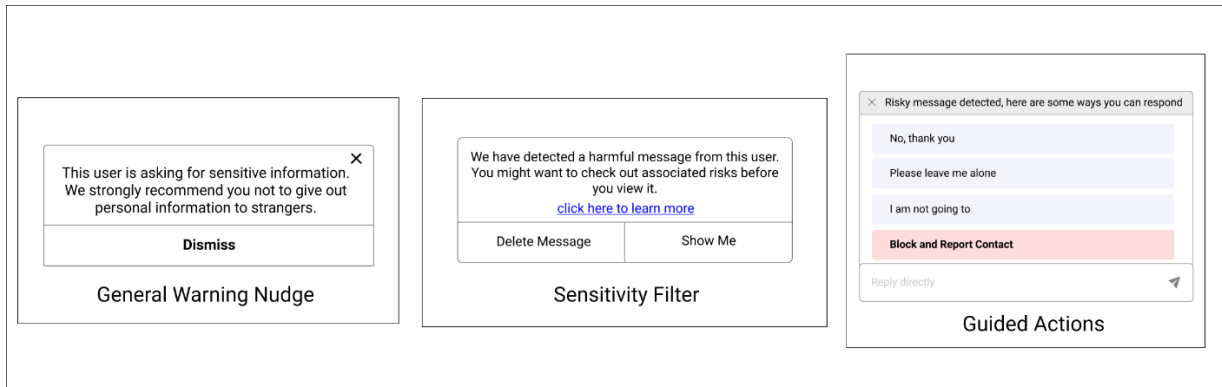 This user is asking for sensitive information.
We strongly recommend you not to give out
personal information to strangers.
Dismiss
General Warning Nudge
We have detected a harmful message from this user.
You might want to check out associated risks before
you view it.
click here to learn more
Delete Message
Show Me
Sensitivity Filter
Risky message detected, here are some ways you can respond
No, thank you
Please leave me alone
I am not going to
Block and Report Contact
Reply directly
Guided Actions